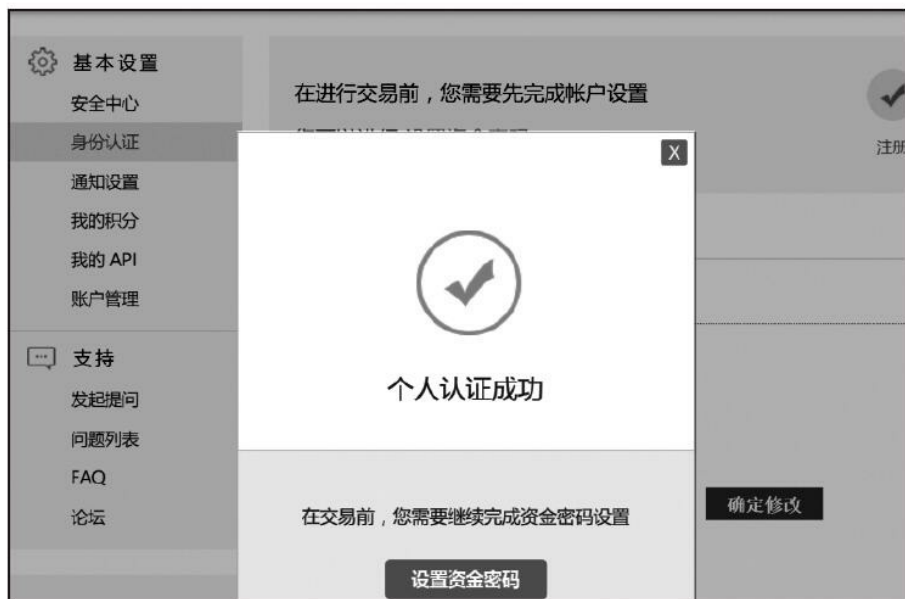 基本设置
安全中心
身份认证
通知设置
我的积分
我的 API
账户管理
支持
发起提问
问题列表
FAQ
论坛
在进行交易前，您需要先完成帐户设置
注册
X
个人认证成功
在交易前，您需要继续完成资金密码设置
设置资金密码
确定修改